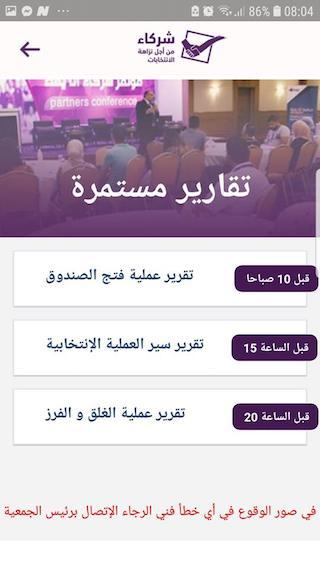 86% 08:04
شركاء
من أجل نزاهة
الانتخابات
partners conference
تقارير مستمرة
قبل 10 صباحا
تقرير عملية فتح الصندوق
قبل الساعة 15
تقرير سير العملية الإنتخابية
قبل الساعة 20
تقرير عملية الغلق و الفرز
في صور الوقوع في أي خطأ فني الرجاء الإتصال برئيس الجمعية